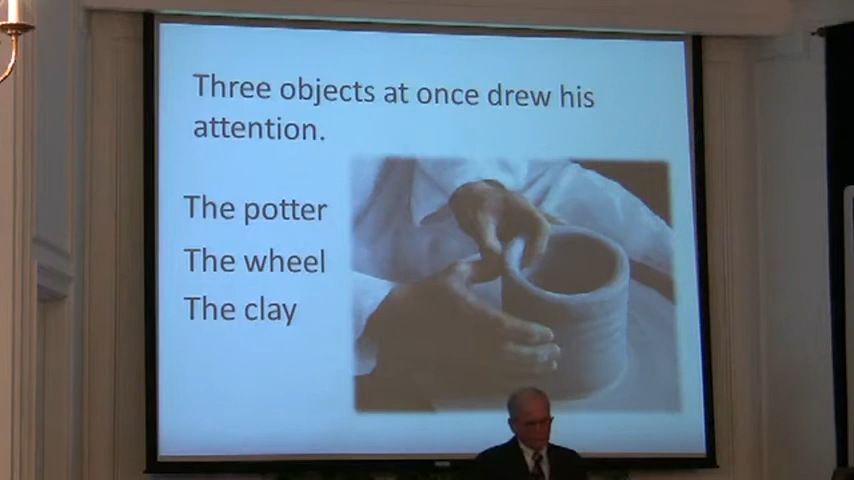 Three objects at once drew his
attention.
The potter
The wheel
The clay